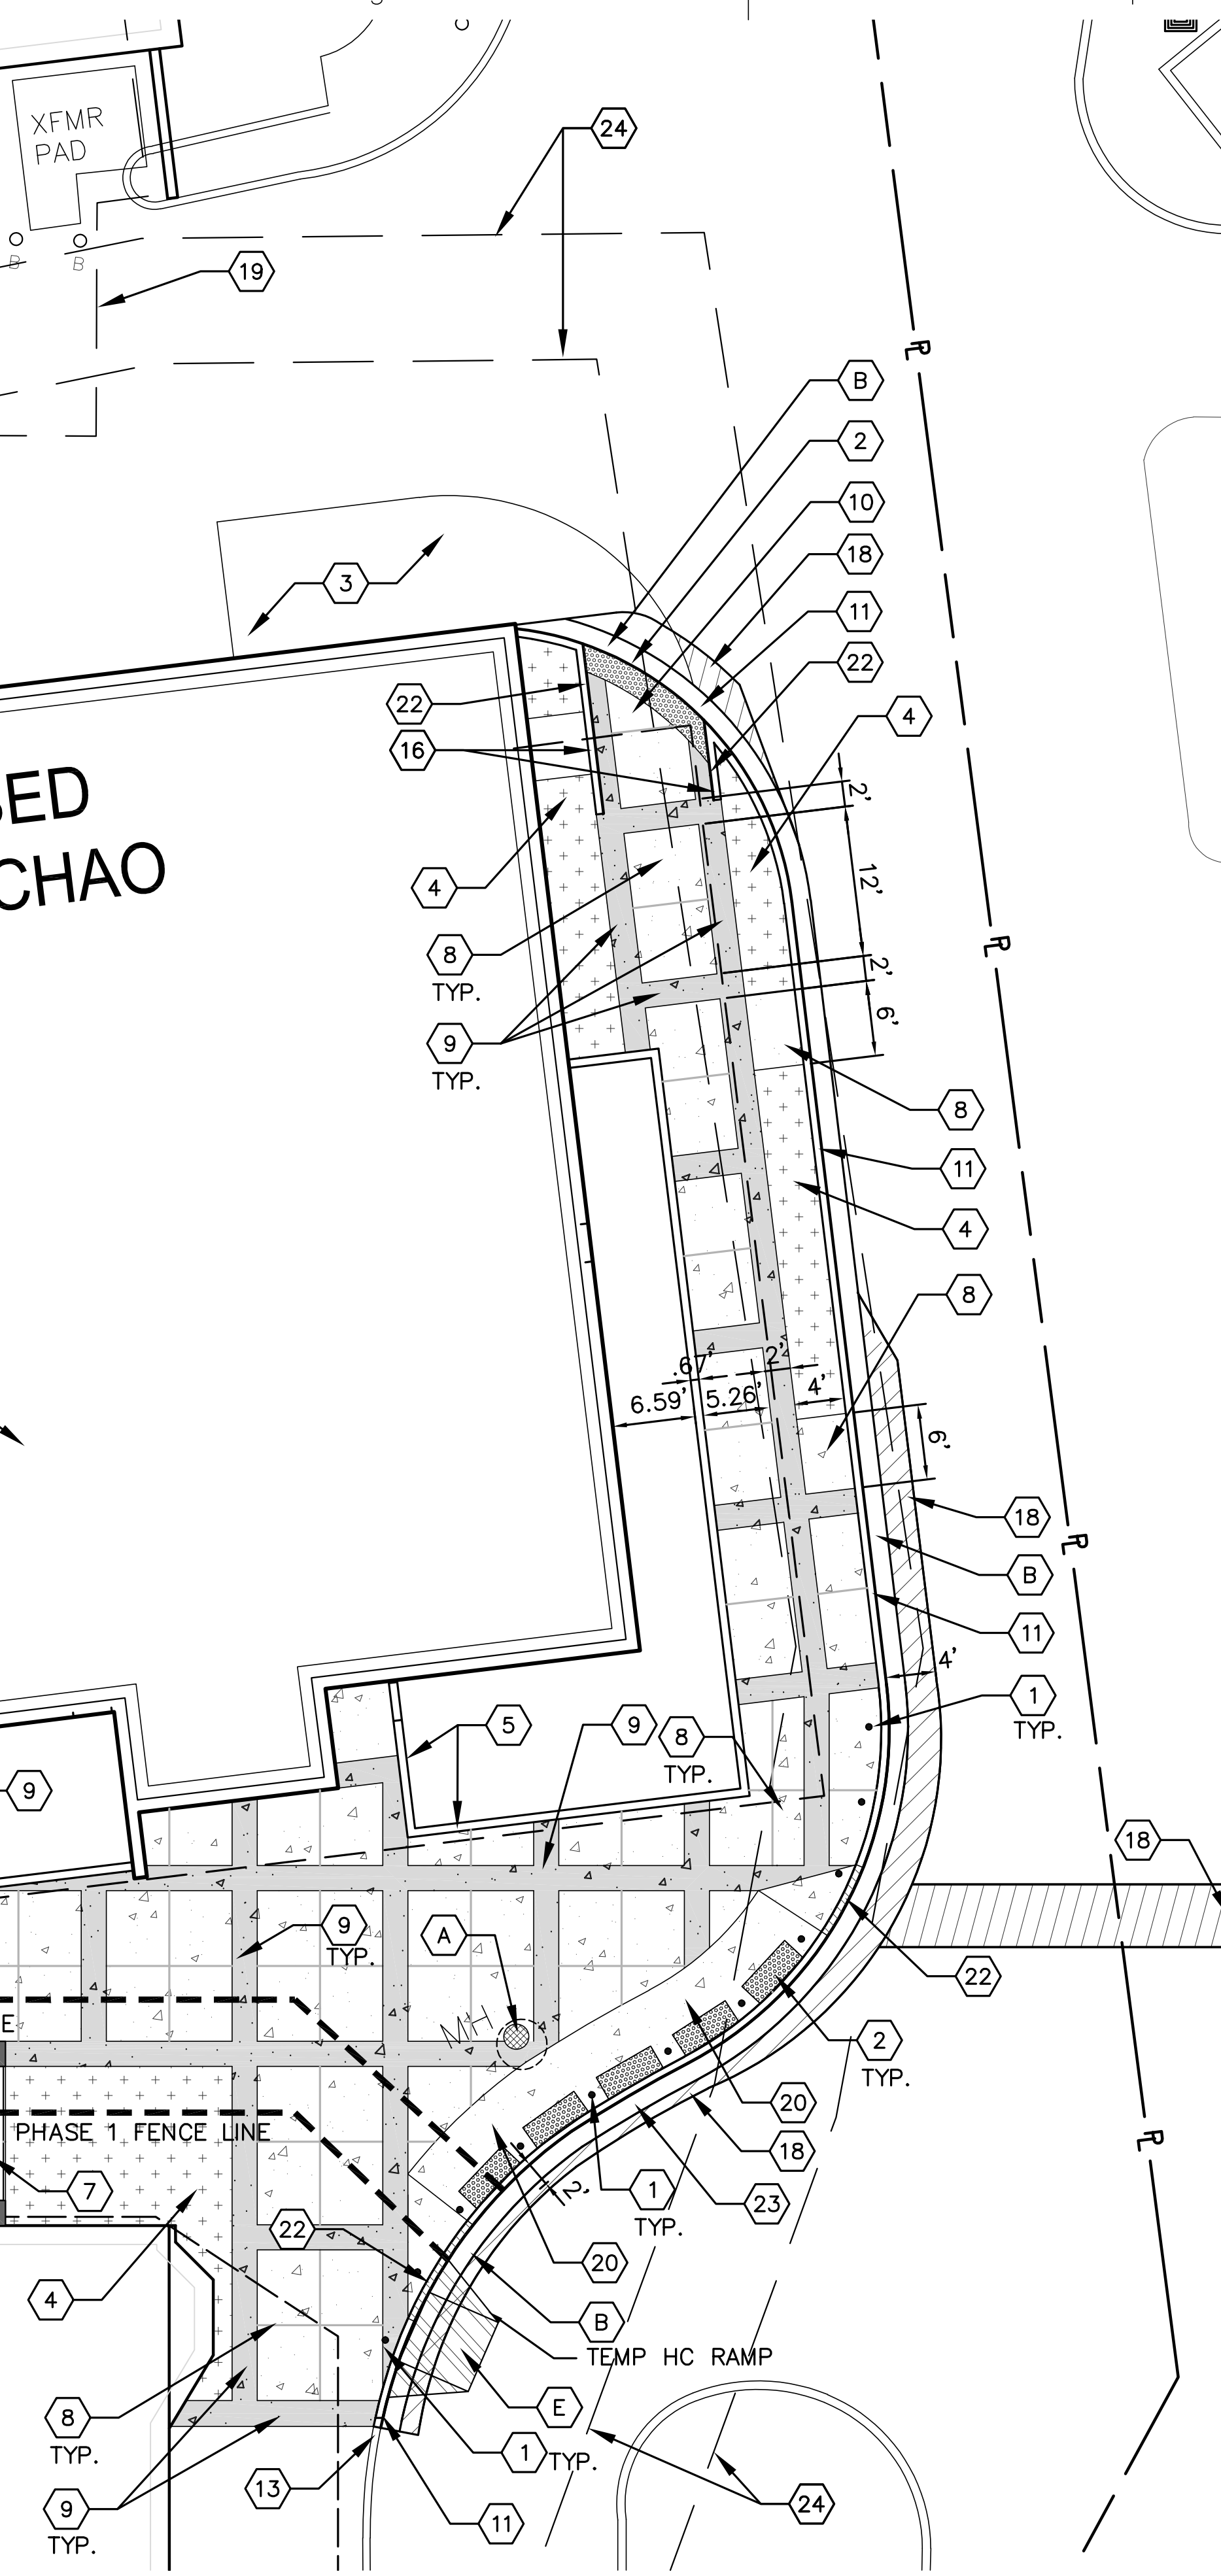 XFMR
PAD
24
B
B
19
B
2
10
18
11
22
3
22
16
4
SED
CHAO
2'
12'
2'
6'
4
8
TYP.
9
TYP.
8
11
4
8
.67'
2'
6.59'
5.26'
4'
6'
18
B
11
4'
1
TYP.
5
9
8
TYP.
9
18
9
TYP.
A
MH
22
2
TYP.
E
PHASE 1 FENCE LINE
20
18
7
2'
1
TYP.
23
22
20
4
B
TEMP HC RAMP
E
8
TYP.
1
TYP.
9
TYP.
13
11
24
PL
PL
PL
PL